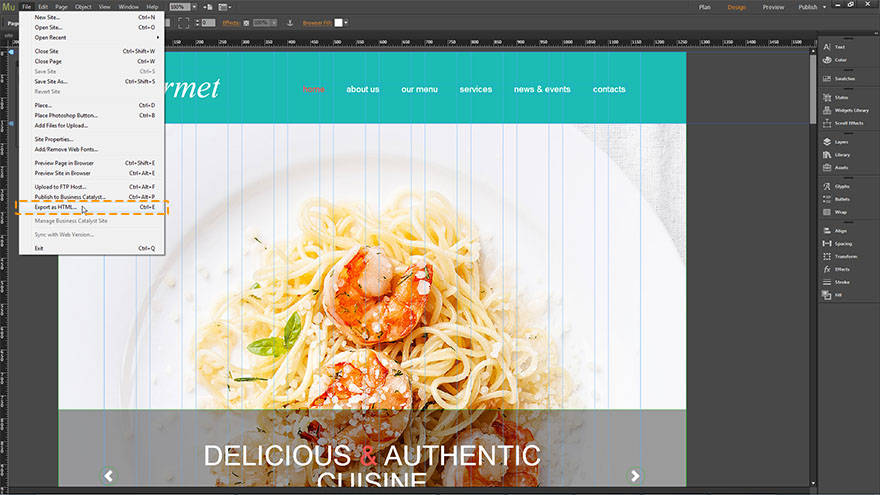 Mu File Edit Page Object View Window Help 100% Plan Design Preview Publish
Effects: 100% Browser Fill:
New Site... Ctrl+N
Open Site... Ctrl+O
Open Recent
Close Site Ctrl+Shift+W
Close Page Ctrl+W
Save Site Ctrl+S
Save Site As... Ctrl+Shift+S
Revert Site
Place... Ctrl+D
Place Photoshop Button... Ctrl+B
Add Files for Upload...
Site Properties...
Add/Remove Web Fonts...
Preview Page in Browser Ctrl+Shift+E
Preview Site in Browser Ctrl+Alt+E
Upload to FTP Host... Ctrl+Alt+F
Publish to Business Catalyst... Ctrl+Alt+P
Export as HTML... Ctrl+E
Manage Business Catalyst Site
Sync with Web Version...
Exit Ctrl+Q
rmet
home about us our menu services news & events contacts
DELICIOUS & AUTHENTIC
CUISINE
Text
Color
Swatches
States
Widgets Library
Scroll Effects
Layers
Library
Assets
Glyphs
Bullets
Wrap
Align
Spacing
Transform
Effects
Stroke
Fill